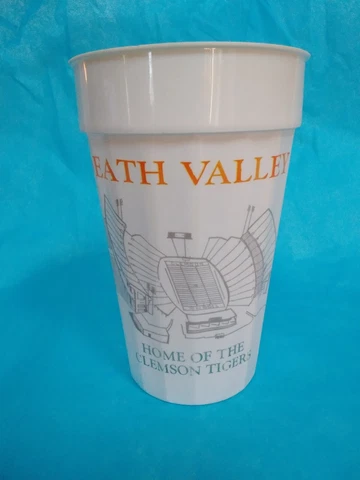 EATH VALLEY
HOME OF THE
CLEMSON TIGERS